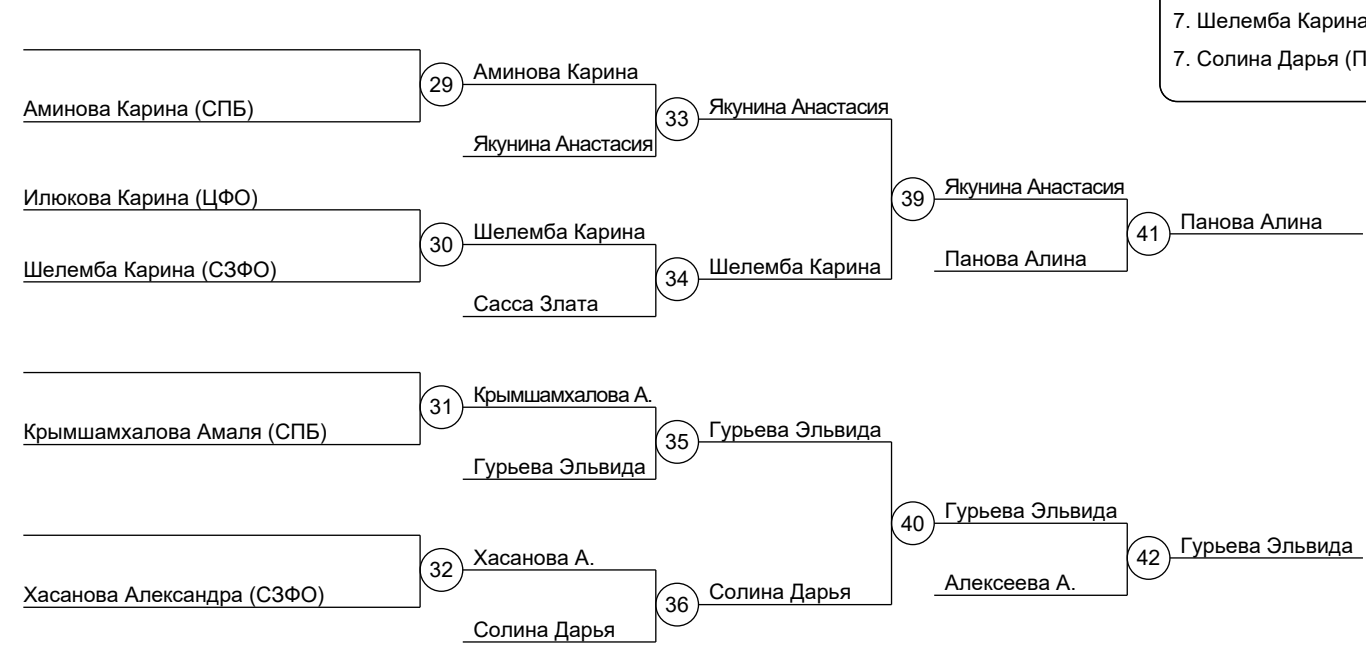 7. Шелемба Карина
7. Солина Дарья (П
29
Аминова Карина
Аминова Карина (СПБ)
33
Якунина Анастасия
Якунина Анастасия
Илюкова Карина (ЦФО)
39
Якунина Анастасия
30
Шелемба Карина
41
Панова Алина
Шелемба Карина (СЗФО)
34
Шелемба Карина
Панова Алина
Сасса Злата
31
Крымшамхалова А.
Крымшамхалова Амаля (СПБ)
35
Гурьева Эльвида
Гурьева Эльвида
40
Гурьева Эльвида
32
Хасанова А.
42
Гурьева Эльвида
Хасанова Александра (СЗФО)
36
Солина Дарья
Алексеева А.
Солина Дарья